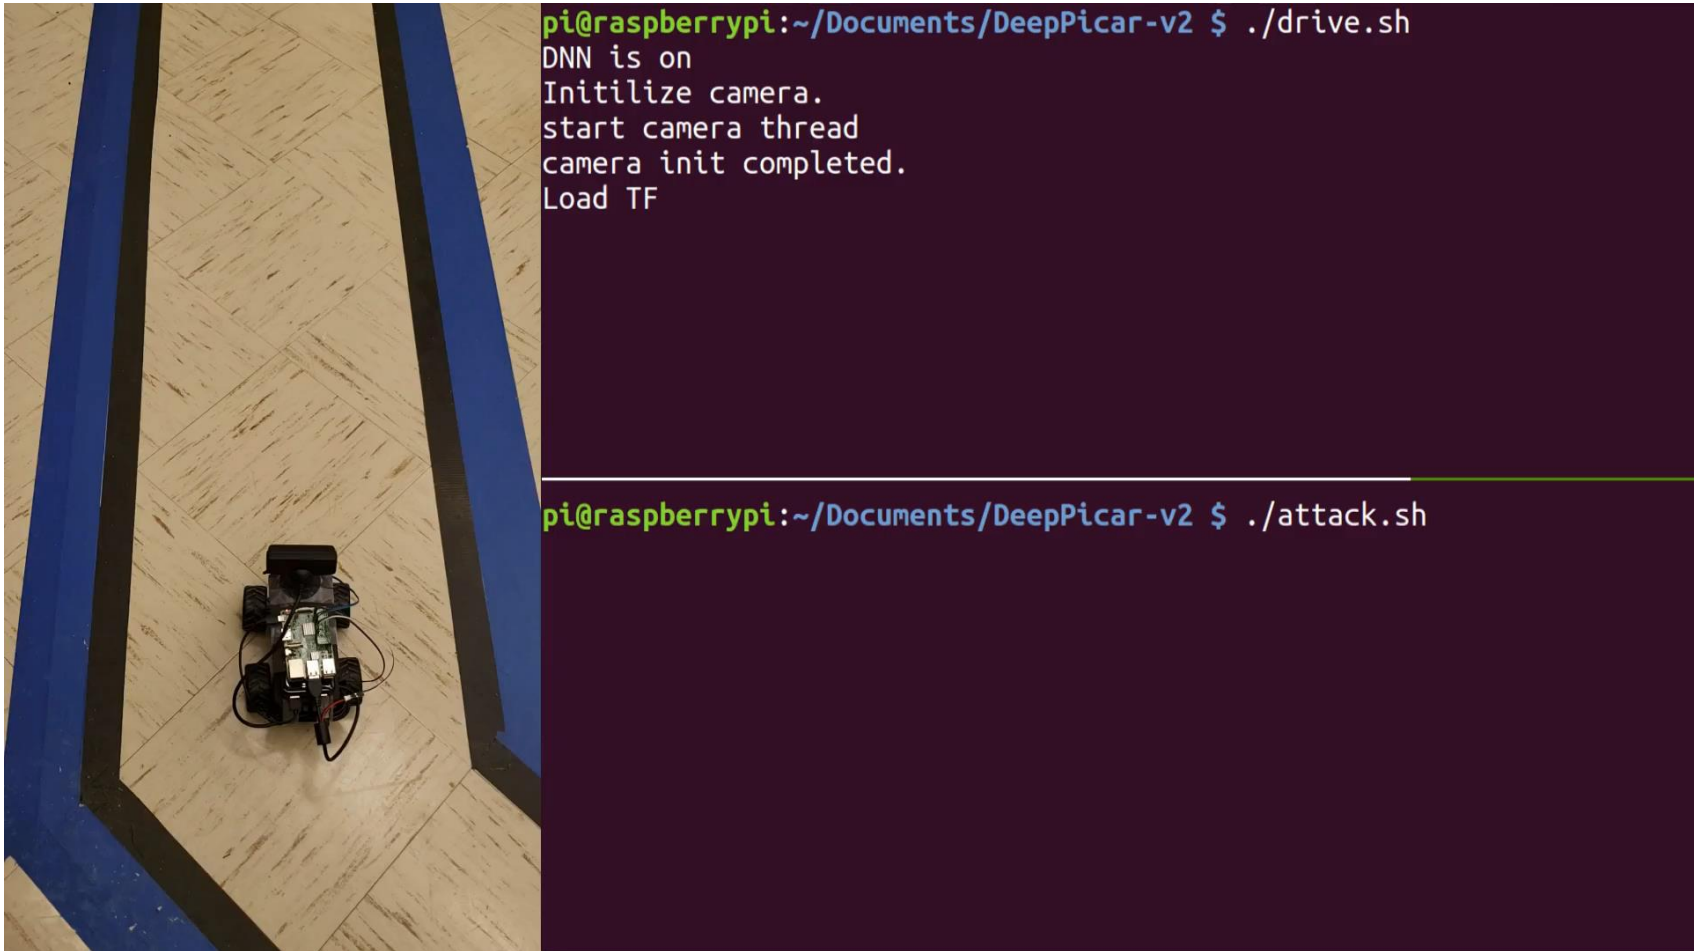 pi@raspberrypi:~/Documents/DeepPicar-v2 $ ./drive.sh
DNN is on
Initilize camera.
start camera thread
camera init completed.
Load TF
pi@raspberrypi:~/Documents/DeepPicar-v2 $ ./attack.sh